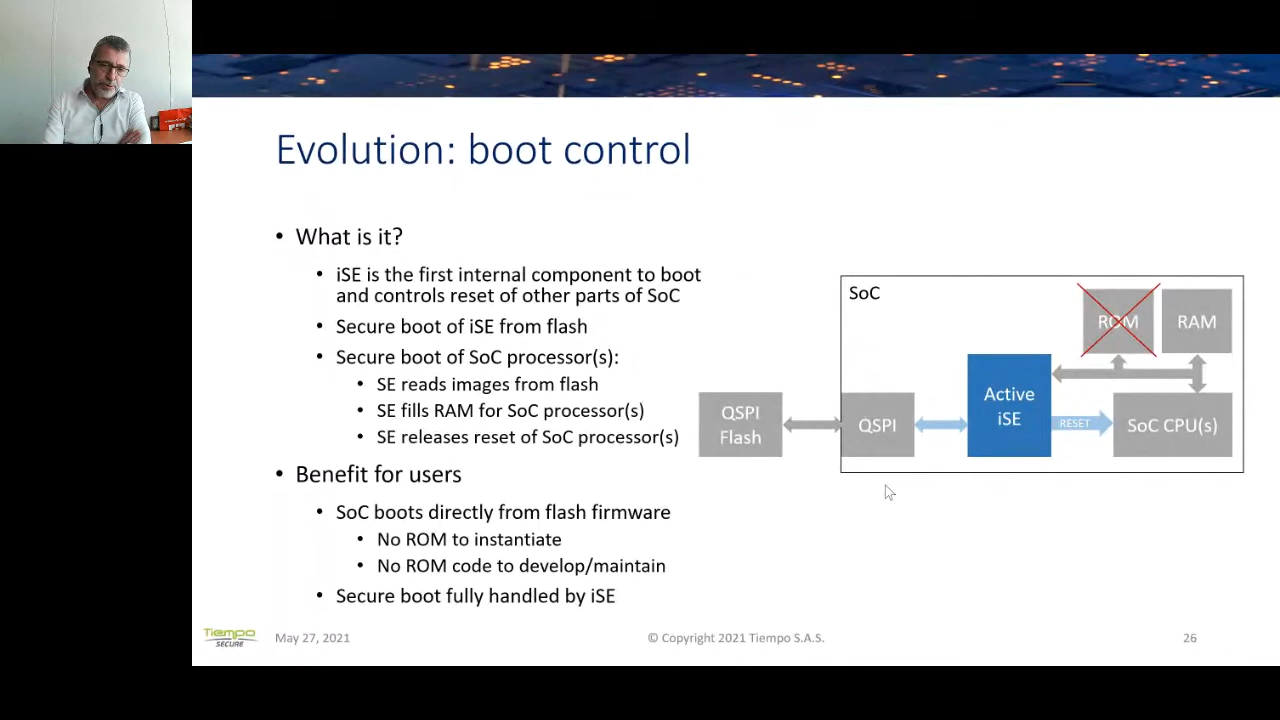 Evolution: boot control
• What is it?
• iSE is the first internal component to boot
and controls reset of other parts of SoC
• Secure boot of iSE from flash
• Secure boot of SoC processor(s):
• SE reads images from flash
• SE fills RAM for SoC processor(s)
• SE releases reset of SoC processor(s)
• Benefit for users
• SoC boots directly from flash firmware
• No ROM to instantiate
• No ROM code to develop/maintain
• Secure boot fully handled by iSE
SoC
ROM
RAM
QSPI
Flash
QSPI
Active
iSE
RESET
SoC CPU(s)
Tiempo
SECURE
May 27, 2021
© Copyright 2021 Tiempo S.A.S.
26